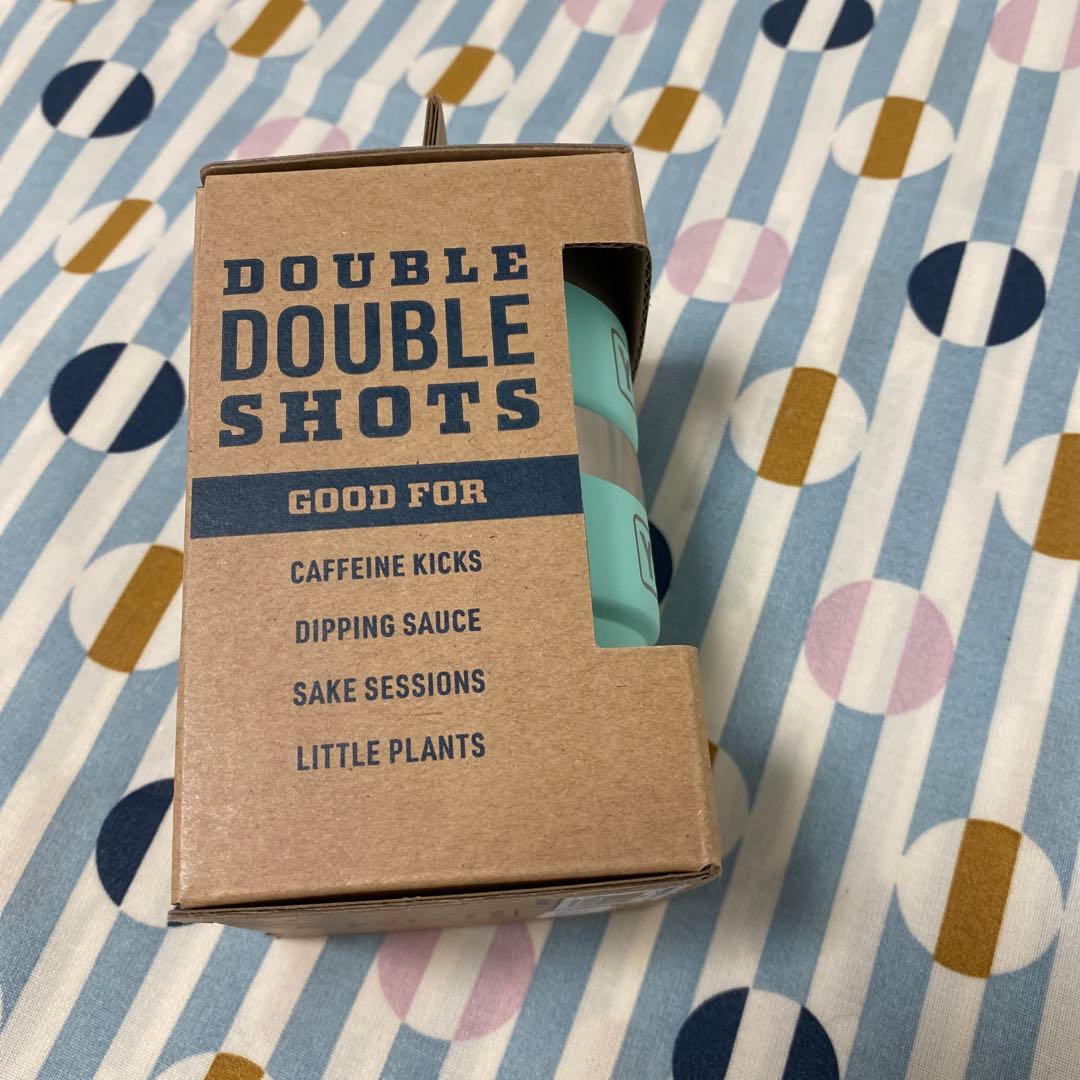 DOUBLE
DOUBLE
SHOTS
GOOD FOR
CAFFEINE KICKS
DIPPING SAUCE
SAKE SESSIONS
LITTLE PLANTS